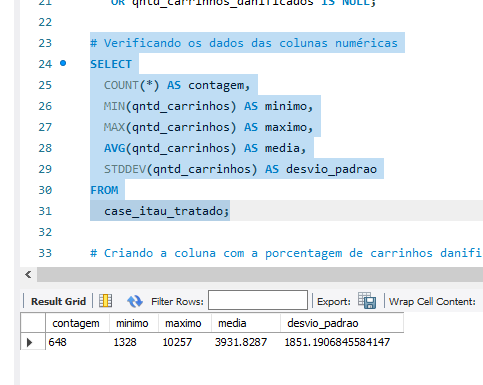 21
OR qntd_carrinhos_danificados IS NULL;
22
23 # Verificando os dados das colunas numéricas
24 SELECT
25 COUNT(*) AS contagem,
26 MIN(qntd_carrinhos) AS minimo,
27 MAX(qntd_carrinhos) AS maximo,
28 AVG(qntd_carrinhos) AS media,
29 STDDEV(qntd_carrinhos) AS desvio_padrao
30 FROM
31 case_itau_tratado;
32
33 # Criando a coluna com a porcentagem de carrinhos danifi
Result Grid Filter Rows: Export: Wrap Cell Content:
contagem minimo maximo media desvio_padrao
648 1328 10257 3931.8287 1851.1906845584147